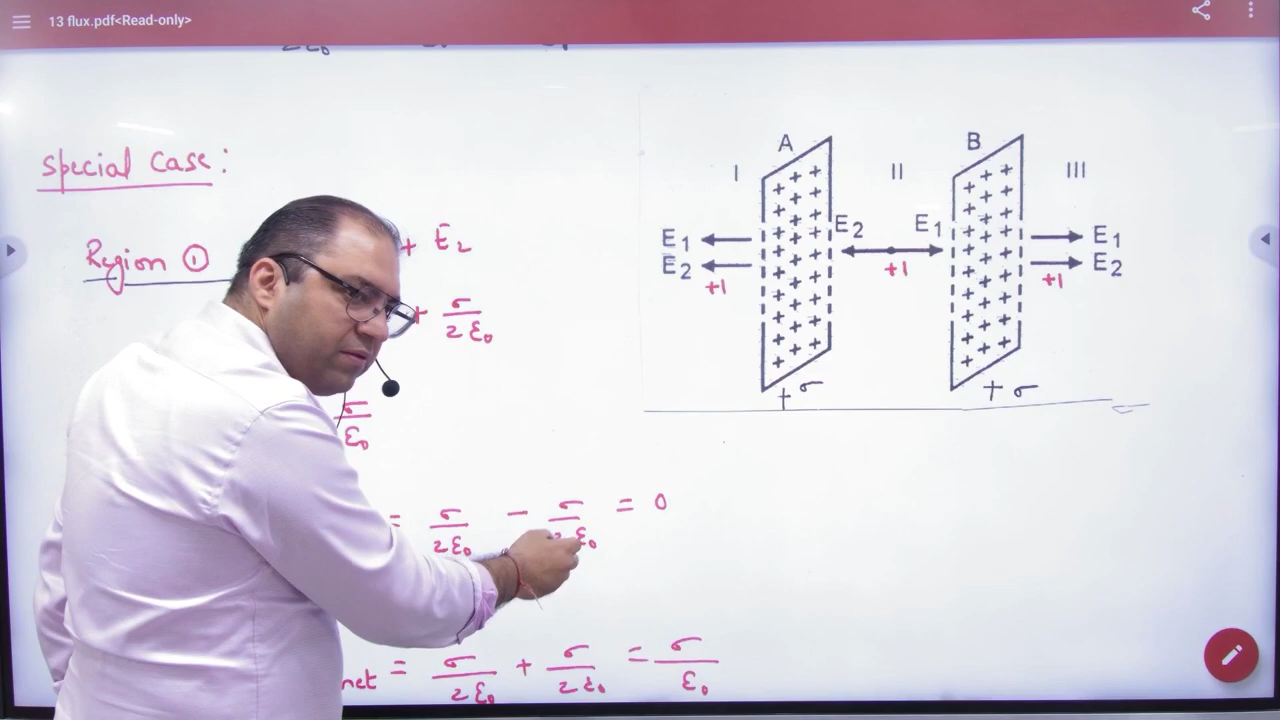 13 flux.pdf<Read-only>
special case:
Region ① + E₂
+ σ/2ε₀
σ/ε₀
= σ/2ε₀ - σ/2ε₀ = 0
net = σ/2ε₀ + σ/2ε₀ = σ/ε₀
A B
I II III
E₁ E₂ E₁ E₁
E₂ E₂
+1 +1 +1
+σ +σ